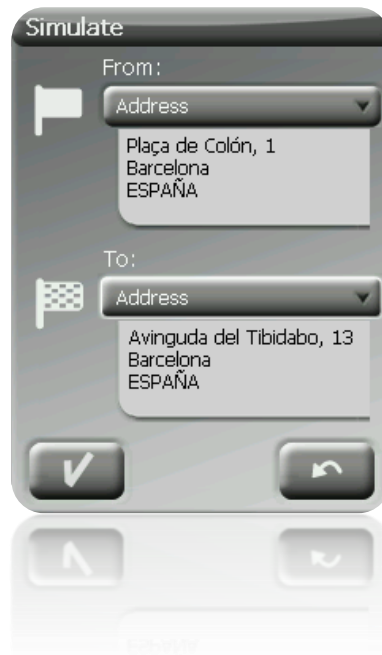 Simulate
From:
Address
Plaça de Colón, 1
Barcelona
ESPAÑA
To:
Address
Avinguda del Tibidabo, 13
Barcelona
ESPAÑA